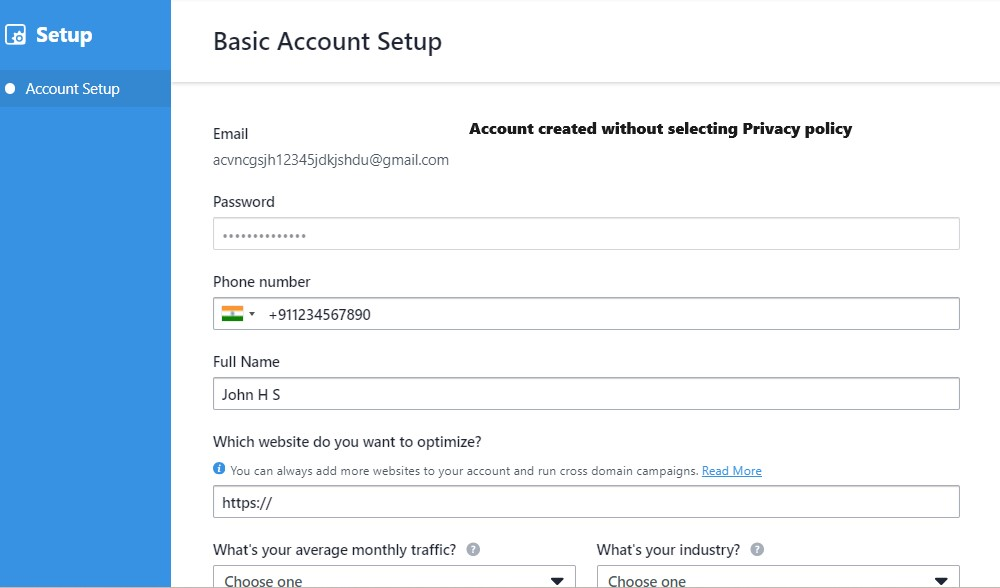 Setup
Account Setup
Basic Account Setup
Account created without selecting Privacy policy
Email
acvncgsjh12345jdkjshdu@gmail.com
Password
••••••••••••••
Phone number
+911234567890
Full Name
John H S
Which website do you want to optimize?
You can always add more websites to your account and run cross domain campaigns. Read More
https://
What's your average monthly traffic? What's your industry?
Choose one Choose one